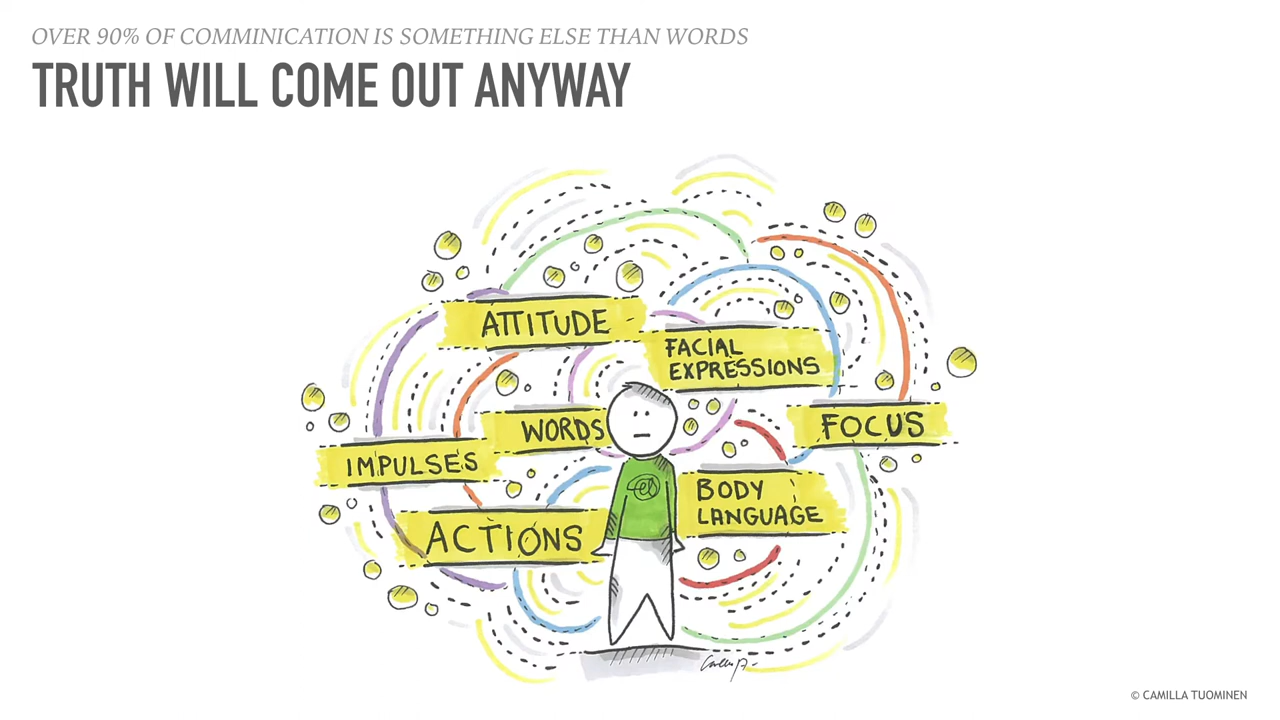 OVER 90% OF COMMINICATION IS SOMETHING ELSE THAN WORDS
TRUTH WILL COME OUT ANYWAY
ATTITUDE
FACIAL
EXPRESSIONS
WORDS
FOCUS
IMPULSES
BODY
LANGUAGE
ACTIONS
© CAMILLA TUOMINEN